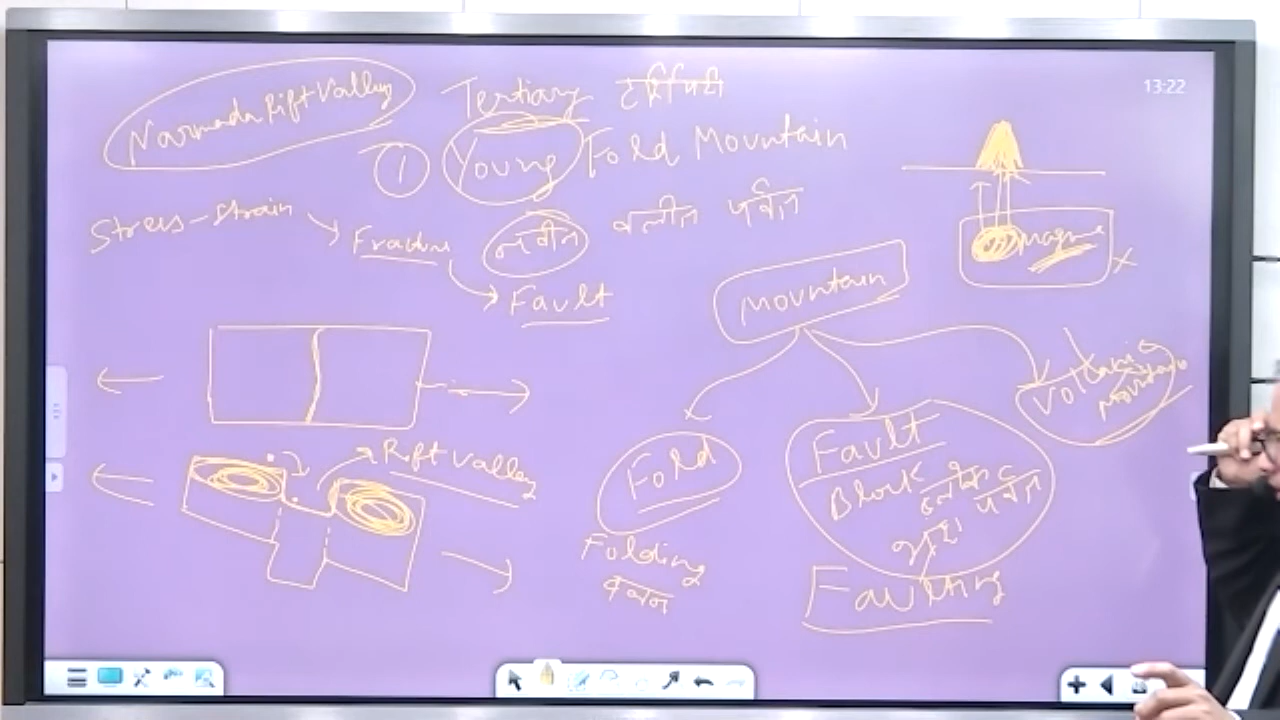 Narmada Rift Valley
Tertiary टर्शियरी
13:22
① Young Fold Mountain
नवीन वलीत पर्वत
Stress-Strain
Fracture
Fault
magma
Mountain
Fold
Folding
वलन
Fault
Block ब्लॉक पर्वत
Faulting
Volcanic
Mountain
Rift Valley